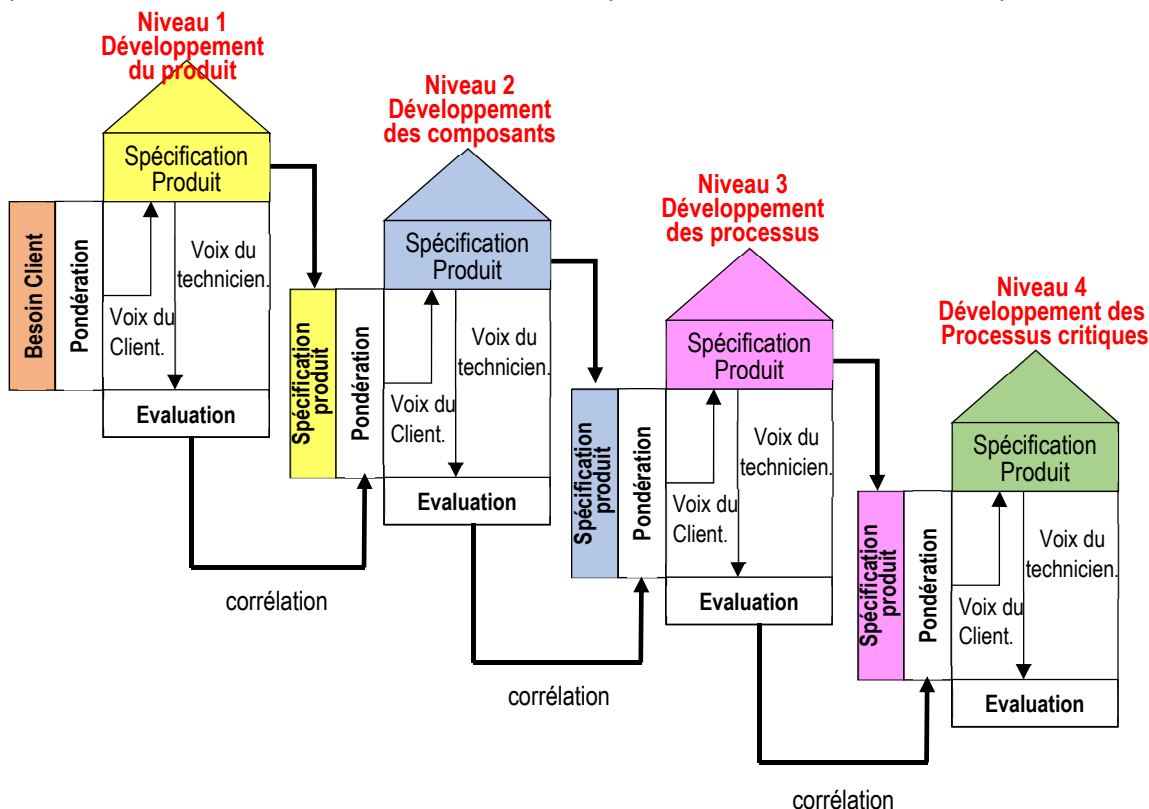 Niveau 1
Développement
du produit
Spécification
Produit
Besoin Client
Pondération
Voix du
Client.
Voix du
technicien.
Evaluation
corrélation
Niveau 2
Développement
des composants
Spécification
Produit
Spécification
produit
Pondération
Voix du
Client.
Voix du
technicien.
Evaluation
corrélation
Niveau 3
Développement
des processus
Spécification
Produit
Spécification
produit
Pondération
Voix du
Client.
Voix du
technicien.
Evaluation
corrélation
Niveau 4
Développement des
Processus critiques
Spécification
Produit
Spécification
produit
Pondération
Voix du
Client.
Voix du
technicien.
Evaluation